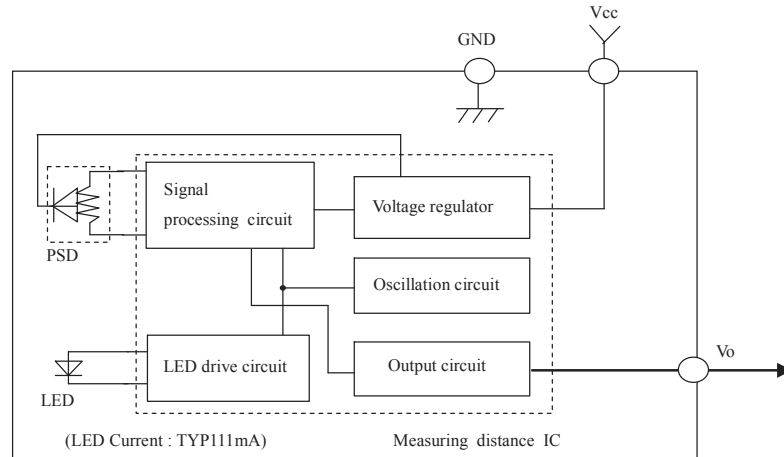 Vcc
GND
Signal
processing circuit
Voltage regulator
PSD
Oscillation circuit
LED drive circuit
Output circuit
Vo
LED
(LED Current : TYP111mA)
Measuring distance IC